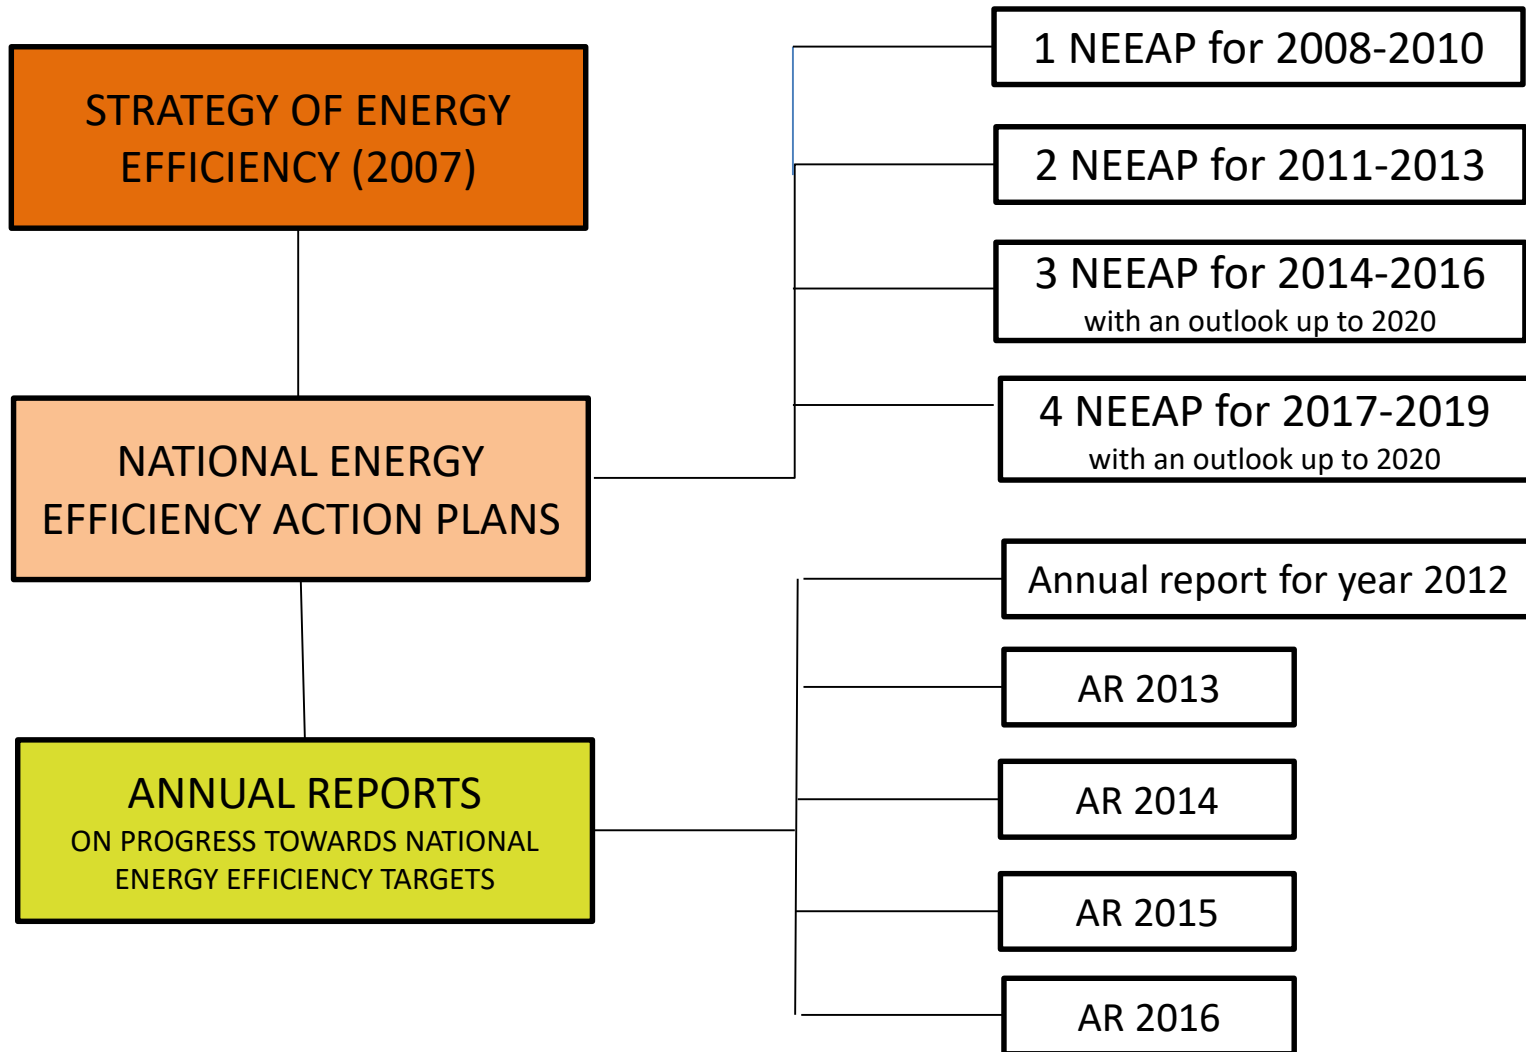 STRATEGY OF ENERGY
EFFICIENCY (2007)
NATIONAL ENERGY
EFFICIENCY ACTION PLANS
ANNUAL REPORTS
ON PROGRESS TOWARDS NATIONAL
ENERGY EFFICIENCY TARGETS
1 NEEAP for 2008-2010
2 NEEAP for 2011-2013
3 NEEAP for 2014-2016
with an outlook up to 2020
4 NEEAP for 2017-2019
with an outlook up to 2020
Annual report for year 2012
AR 2013
AR 2014
AR 2015
AR 2016